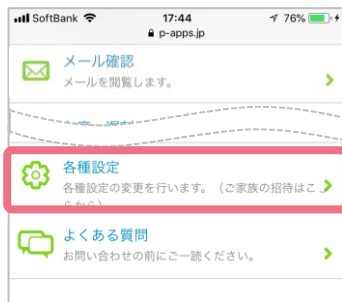 SoftBank 17:44 76%
p-apps.jp
メール確認
メールを閲覧します。
各種設定
各種設定の変更を行います。（ご家族の招待はこ
らから）
よくある質問
お問い合わせの前にご一読ください。